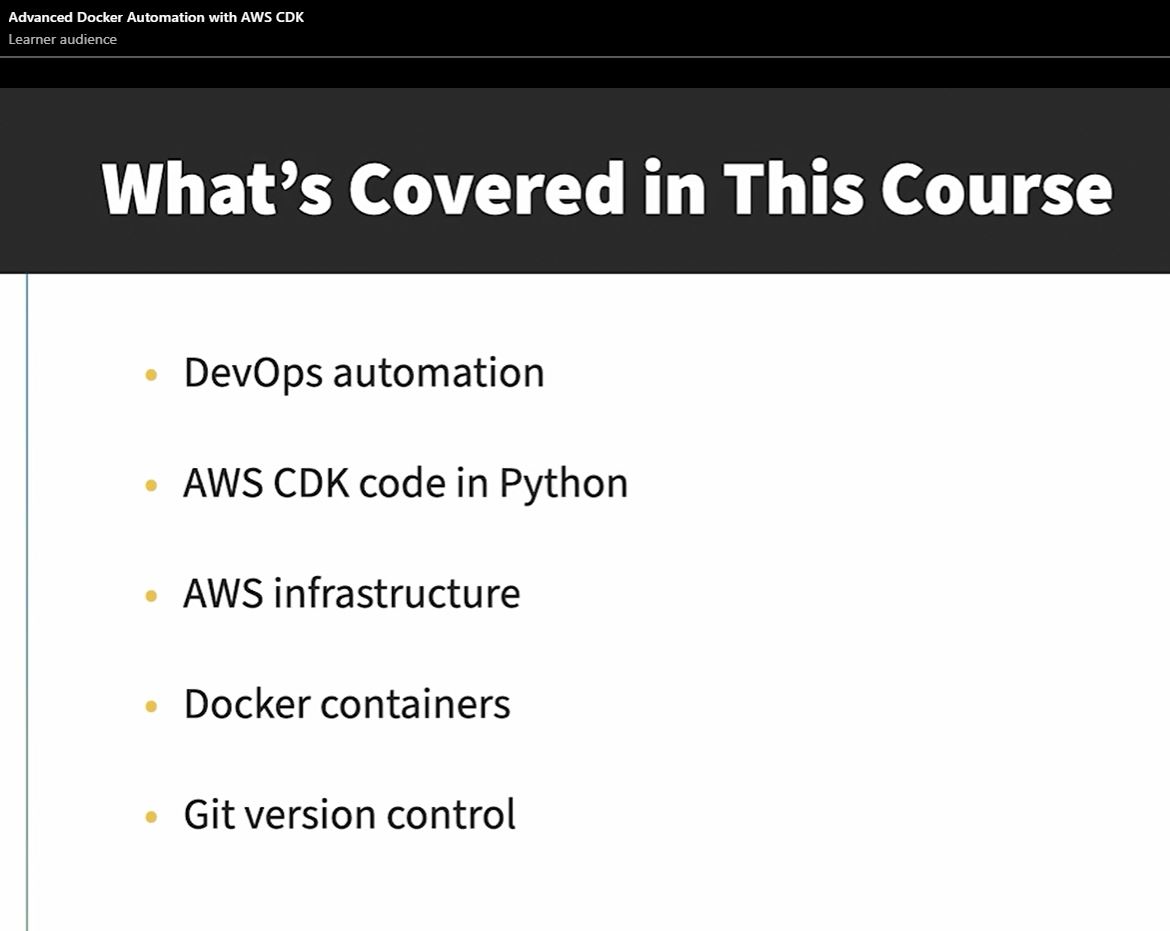 Advanced Docker Automation with AWS CDK
Learner audience
What’s Covered in This Course
• DevOps automation
• AWS CDK code in Python
• AWS infrastructure
• Docker containers
• Git version control